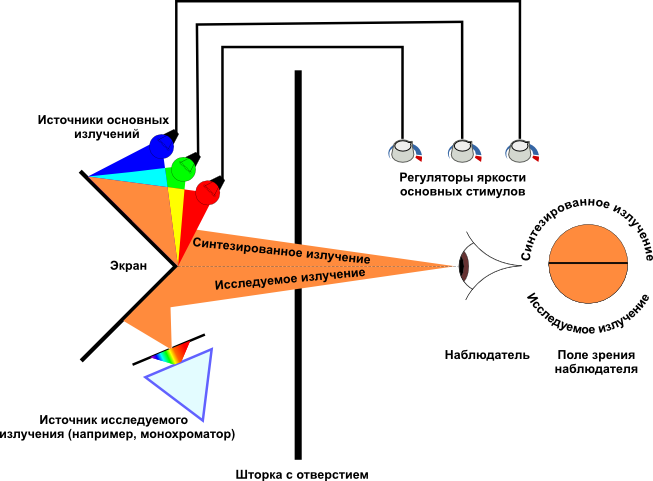 Источники основных
излучений
Регуляторы яркости
основных стимулов
Синтезированное излучение
Исследуемое излучение
Экран
Синтезированное излучение
Исследуемое излучение
Наблюдатель
Поле зрения
наблюдателя
Источник исследуемого
излучения (например, монохроматор)
Шторка с отверстием